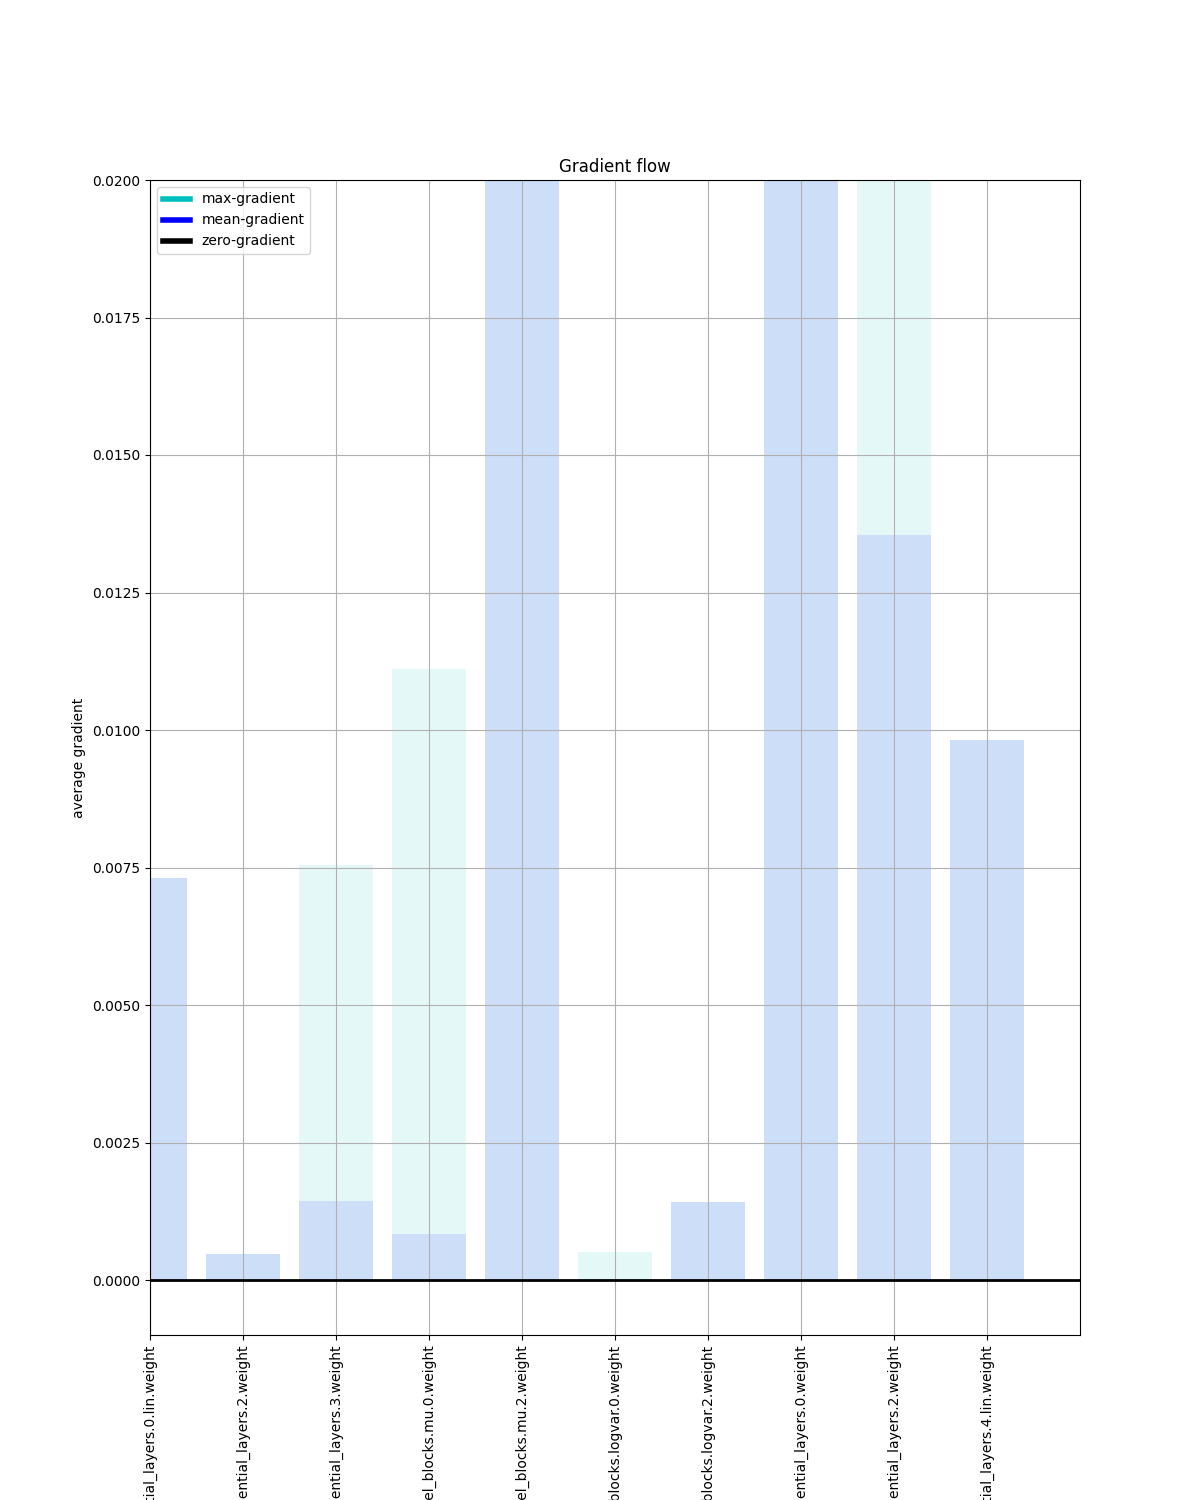 Gradient flow
max-gradient
mean-gradient
zero-gradient
0.0200
0.0175
0.0150
0.0125
0.0100
0.0075
0.0050
0.0025
0.0000
average gradient
tial_layers.0.lin.weight
ential_layers.2.weight
ential_layers.3.weight
el_blocks.mu.0.weight
el_blocks.mu.2.weight
blocks.logvar.0.weight
blocks.logvar.2.weight
ential_layers.0.weight
ential_layers.2.weight
tial_layers.4.lin.weight